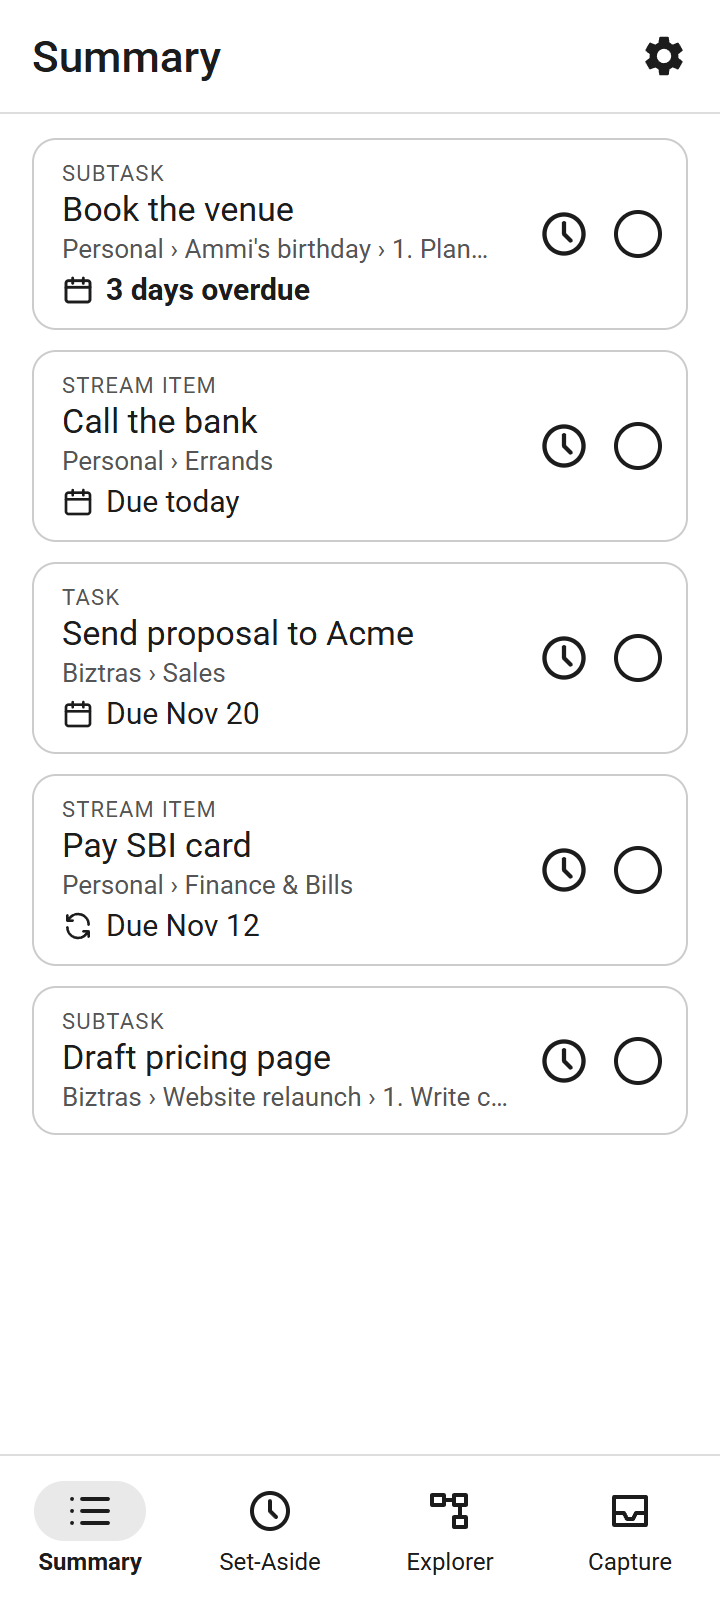 Summary
SUBTASK
Book the venue
Personal › Ammi's birthday › 1. Plan...
3 days overdue
STREAM ITEM
Call the bank
Personal › Errands
Due today
TASK
Send proposal to Acme
Biztras › Sales
Due Nov 20
STREAM ITEM
Pay SBI card
Personal › Finance & Bills
Due Nov 12
SUBTASK
Draft pricing page
Biztras › Website relaunch › 1. Write c...
Summary
Set-Aside
Explorer
Capture